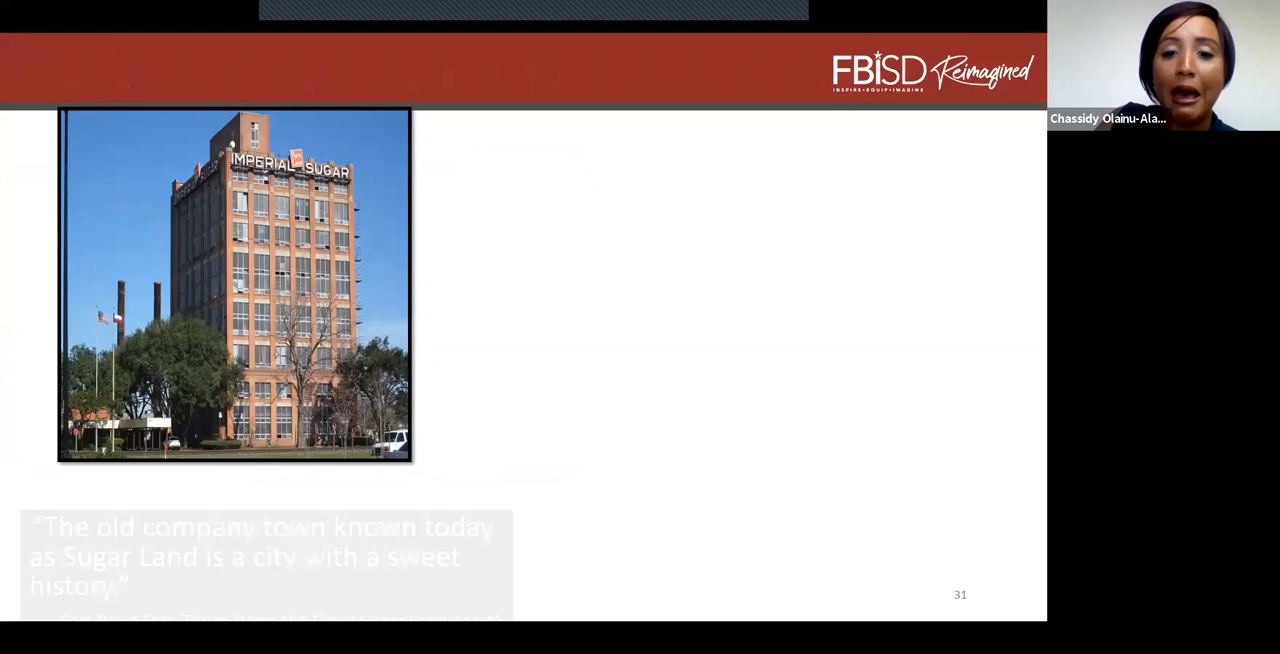 FBISD Reimagined
INSPIRE • EQUIP • IMAGINE
Chassidy Olainu-Ala...
IMPERIAL SUGAR
"The old company town known today
as Sugar Land is a city with a sweet
history."
31